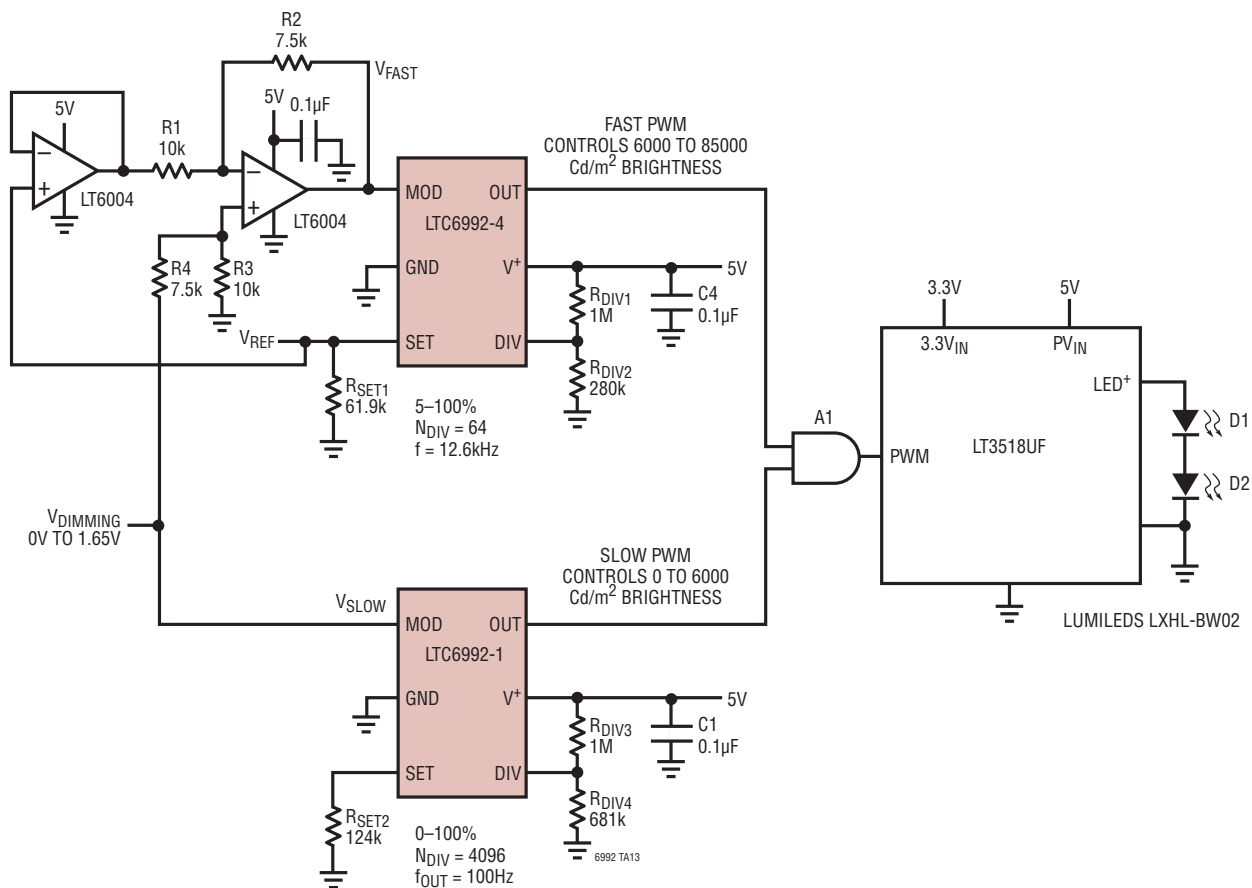 R2
7.5k
VFAST
5V
0.1µF
5V
R1
10k
−
+
LT6004
−
+
LT6004
R4
7.5k
R3
10k
FAST PWM
CONTROLS 6000 TO 85000
Cd/m2 BRIGHTNESS
MOD
OUT
LTC6992-4
GND
V+
SET
DIV
VREF
RSET1
61.9k
5–100%
NDIV = 64
f = 12.6kHz
RDIV1
1M
RDIV2
280k
5V
C4
0.1µF
A1
3.3V
5V
3.3VIN
PVIN
LED+
PWM
LT3518UF
D1
D2
LUMILEDS LXHL-BW02
VDIMMING
0V TO 1.65V
SLOW PWM
CONTROLS 0 TO 6000
Cd/m2 BRIGHTNESS
VSLOW
MOD
OUT
LTC6992-1
GND
V+
SET
DIV
RSET2
124k
0–100%
NDIV = 4096
fOUT = 100Hz
RDIV3
1M
RDIV4
681k
5V
C1
0.1µF
6992 TA13